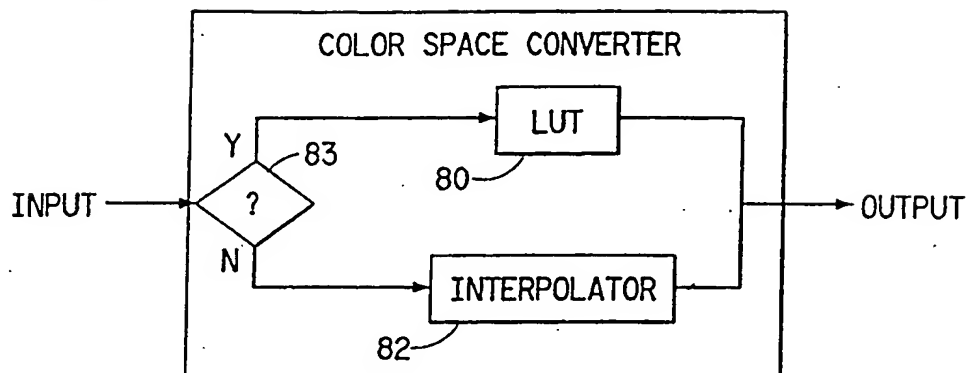 COLOR SPACE CONVERTER
LUT
80
Y
83
INPUT
?
OUTPUT
N
INTERPOLATOR
82